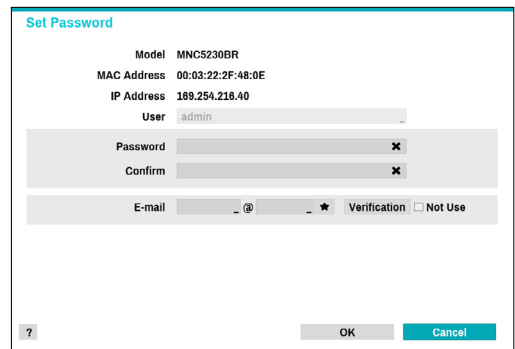 Set Password
Model MNC5230BR
MAC Address 00:03:22:2F:48:0E
IP Address 169.254.216.40
User admin _
Password
Confirm
E-mail _ @ _ Verification Not Use
? OK Cancel